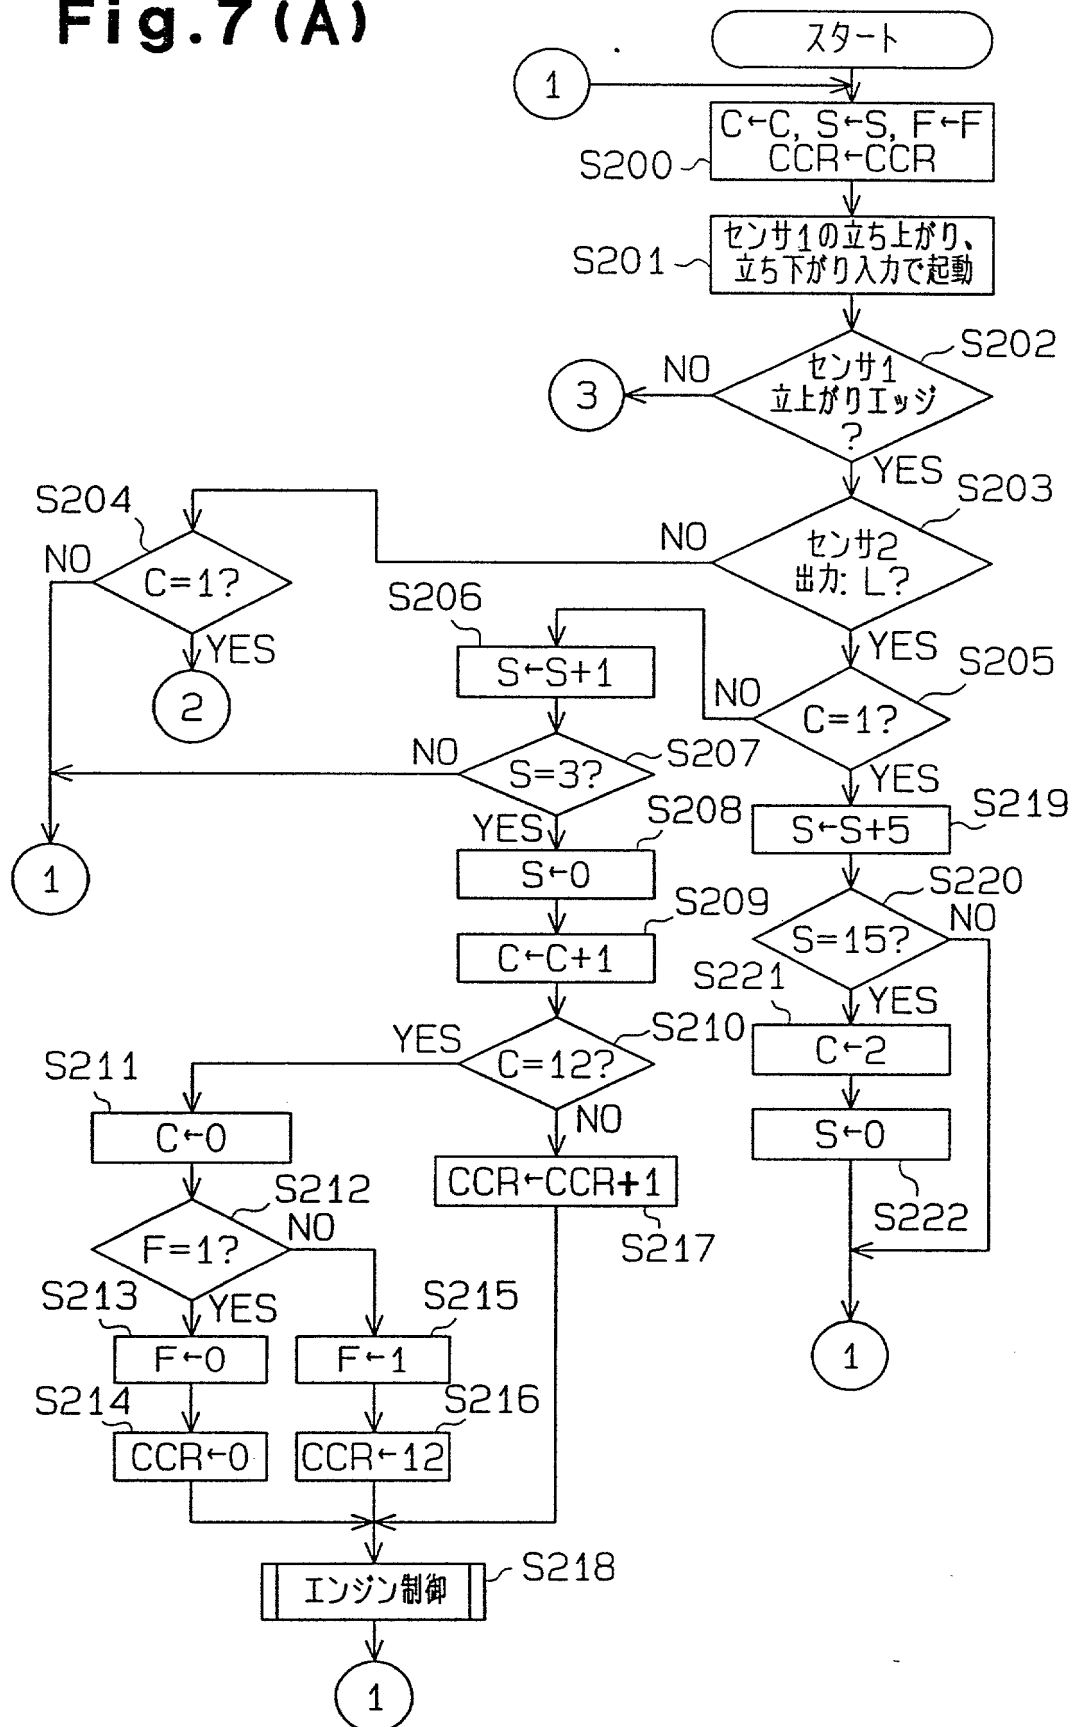 Fig.7(A)
スタート
1
C←C, S←S, F←F
CCR←CCR
S200
センサ1の立ち上がり、
立ち下がり入力で起動
S201
センサ1
立上がりエッジ
?
S202
NO
3
YES
センサ2
出力: L?
S203
NO
S204
C=1?
NO
YES
2
YES
C=1?
S205
NO
S206
S←S+1
S=3?
S207
NO
1
YES
S208
S←0
S209
C←C+1
C=12?
S210
YES
NO
S211
C←0
F=1?
S212
NO
YES
S213
F←0
S214
CCR←0
S215
F←1
S216
CCR←12
CCR←CCR+1
S217
エンジン制御
S218
1
YES
S219
S←S+5
S220
S=15?
NO
YES
S221
C←2
S←0
S222
1